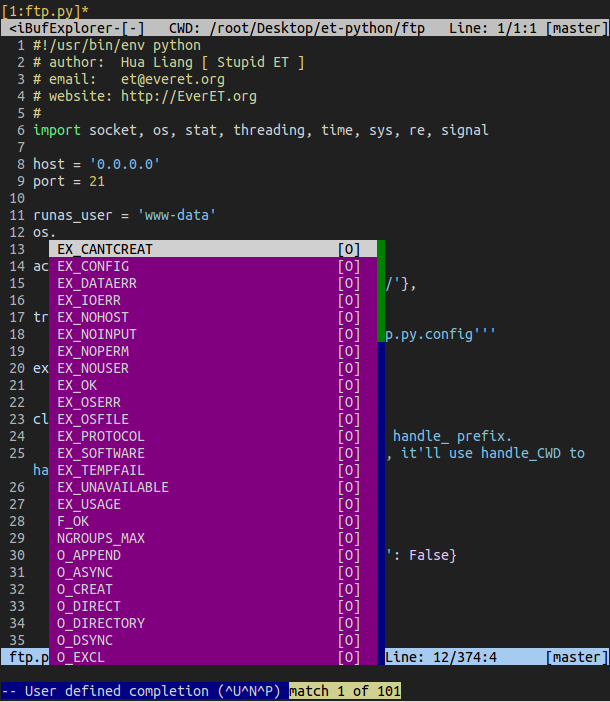 [1:ftp.py]*
<iBufExplorer-[-]   CWD: /root/Desktop/et-python/ftp   Line: 1/1:1 [master]
1 #!/usr/bin/env python
2 # author:  Hua Liang [ Stupid ET ]
3 # email:   et@everet.org
4 # website: http://EverET.org
5 #
6 import socket, os, stat, threading, time, sys, re, signal
7
8 host = '0.0.0.0'
9 port = 21
10
11 runas_user = 'www-data'
12 os.
13 EX_CANTCREAT [O]
14 ac EX_CONFIG [O]
15 EX_DATAERR [O] /'},
16 EX_IOERR [O]
17 tr EX_NOHOST [O]
18 EX_NOINPUT [O] p.py.config'''
19 EX_NOPERM [O]
20 ex EX_NOUSER [O]
21 EX_OK [O]
22 EX_OSERR [O]
23 cl EX_OSFILE [O]
24 EX_PROTOCOL [O] handle_ prefix.
25 EX_SOFTWARE [O] , it'll use handle_CWD to
ha EX_TEMPFAIL [O]
26 EX_UNAVAILABLE [O]
27 EX_USAGE [O]
28 F_OK [O]
29 NGROUPS_MAX [O]
30 O_APPEND [O] ': False}
31 O_ASYNC [O]
32 O_CREAT [O]
33 O_DIRECT [O]
34 O_DIRECTORY [O]
35 O_DSYNC [O]
ftp.p O_EXCL [O] Line: 12/374:4 [master]
-- User defined completion (^U^N^P) match 1 of 101